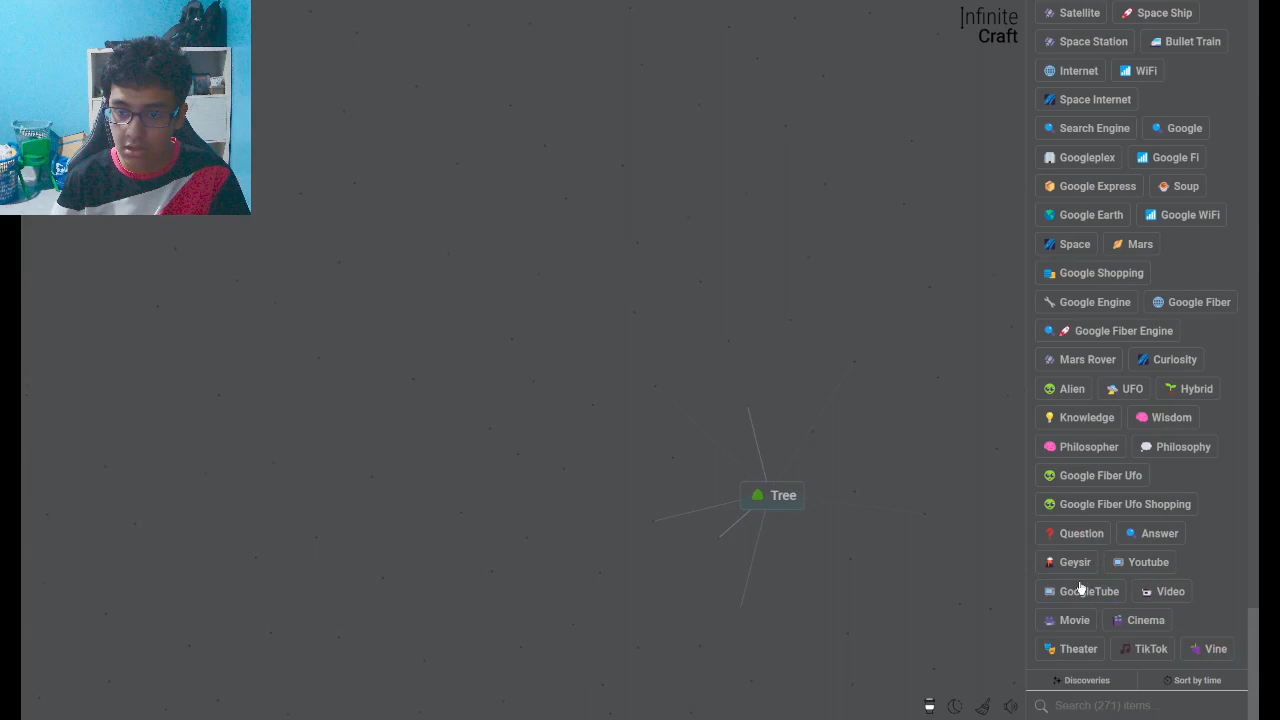 Infinite
Craft
Satellite Space Ship
Space Station Bullet Train
Internet WiFi
Space Internet
Search Engine Google
Googleplex Google Fi
Google Express Soup
Google Earth Google WiFi
Space Mars
Google Shopping
Google Engine Google Fiber
Google Fiber Engine
Mars Rover Curiosity
Alien UFO Hybrid
Knowledge Wisdom
Philosopher Philosophy
Google Fiber Ufo
Tree
Google Fiber Ufo Shopping
Question Answer
Geysir Youtube
GoogleTube Video
Movie Cinema
Theater TikTok Vine
Discoveries Sort by time
Search (271) items...